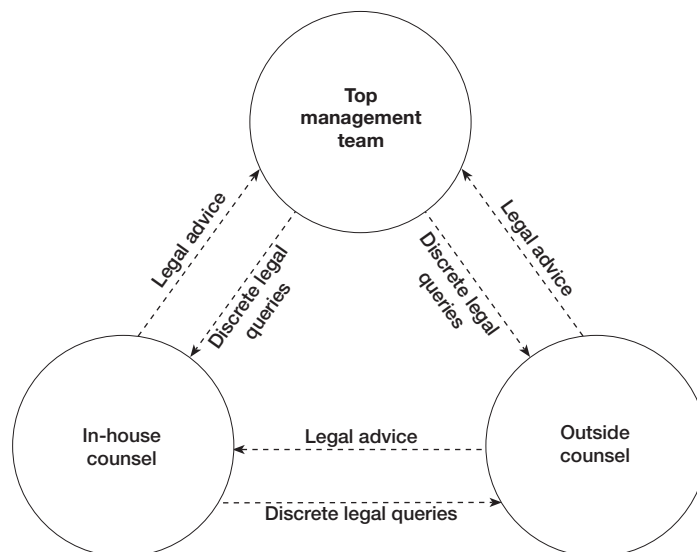 Top
management
team
Legal advice
Discrete legal
queries
Discrete legal
queries
Legal advice
In-house
counsel
Legal advice
Outside
counsel
Discrete legal queries